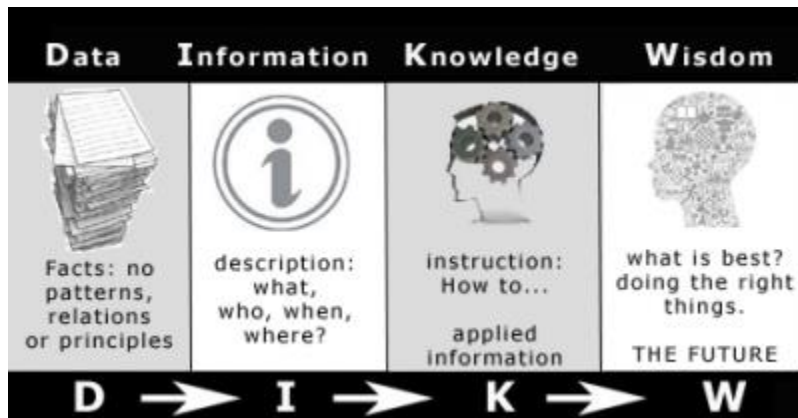 Data Information Knowledge Wisdom
Facts: no
patterns,
relations
or principles
description:
what,
who, when,
where?
instruction:
How to...
applied
information
what is best?
doing the right
things.
THE FUTURE
D I K W